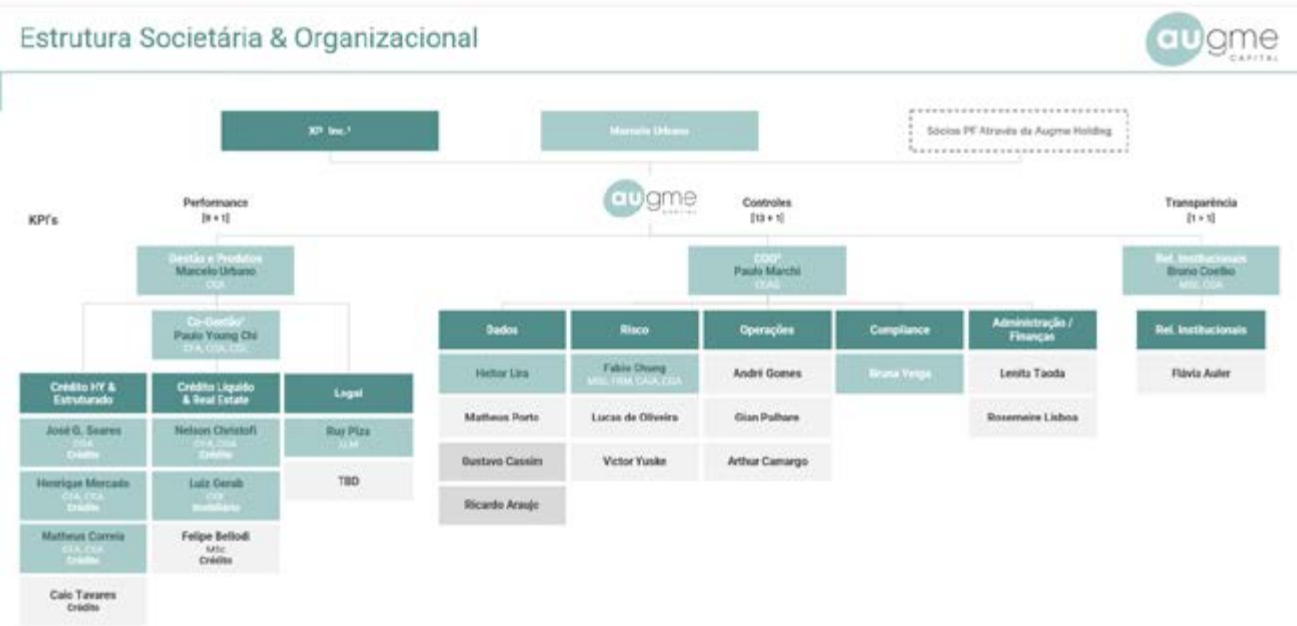 Estrutura Societária & Organizacional
augme
CAPITAL
XP Inc.¹
Marcelo Urbano
Sócios PF Através da Augme Holding
augme
KPI's
Performance
[9 + 1]
Controles
[13 + 1]
Transparência
[1 + 1]
Gestão e Produtos
Marcelo Urbano
CGA
COO²
Paulo Marchi
Rel. Institucionais
Bruno Coelho
MSc, CGA
Co-Gestão²
Paulo Young Chi
Crédito HY &
Estruturado
José G. Soares
CGA
Crédito
Henrique Mercado
CFA, CGA
Crédito
Matheus Correia
CFA, CGA
Crédito
Caio Tavares
Crédito
Crédito Líquido
& Real Estate
Nelson Christofi
CFA, CGA
Crédito
Luiz Gerab
CGA
Imobiliário
Felipe Bellodi
MSc
Crédito
Legal
Ruy Piza
LLM
TBD
Dados
Heitor Lira
Matheus Porto
Gustavo Cassim
Ricardo Araujo
Risco
Fabio Chung
MSc, FRM, CAIA, CGA
Lucas de Oliveira
Victor Yuske
Operações
André Gomes
Gian Palhare
Arthur Camargo
Compliance
Bruna Veiga
Administração /
Finanças
Lenita Taoda
Rosemeire Lisboa
Rel. Institucionais
Flávia Auler